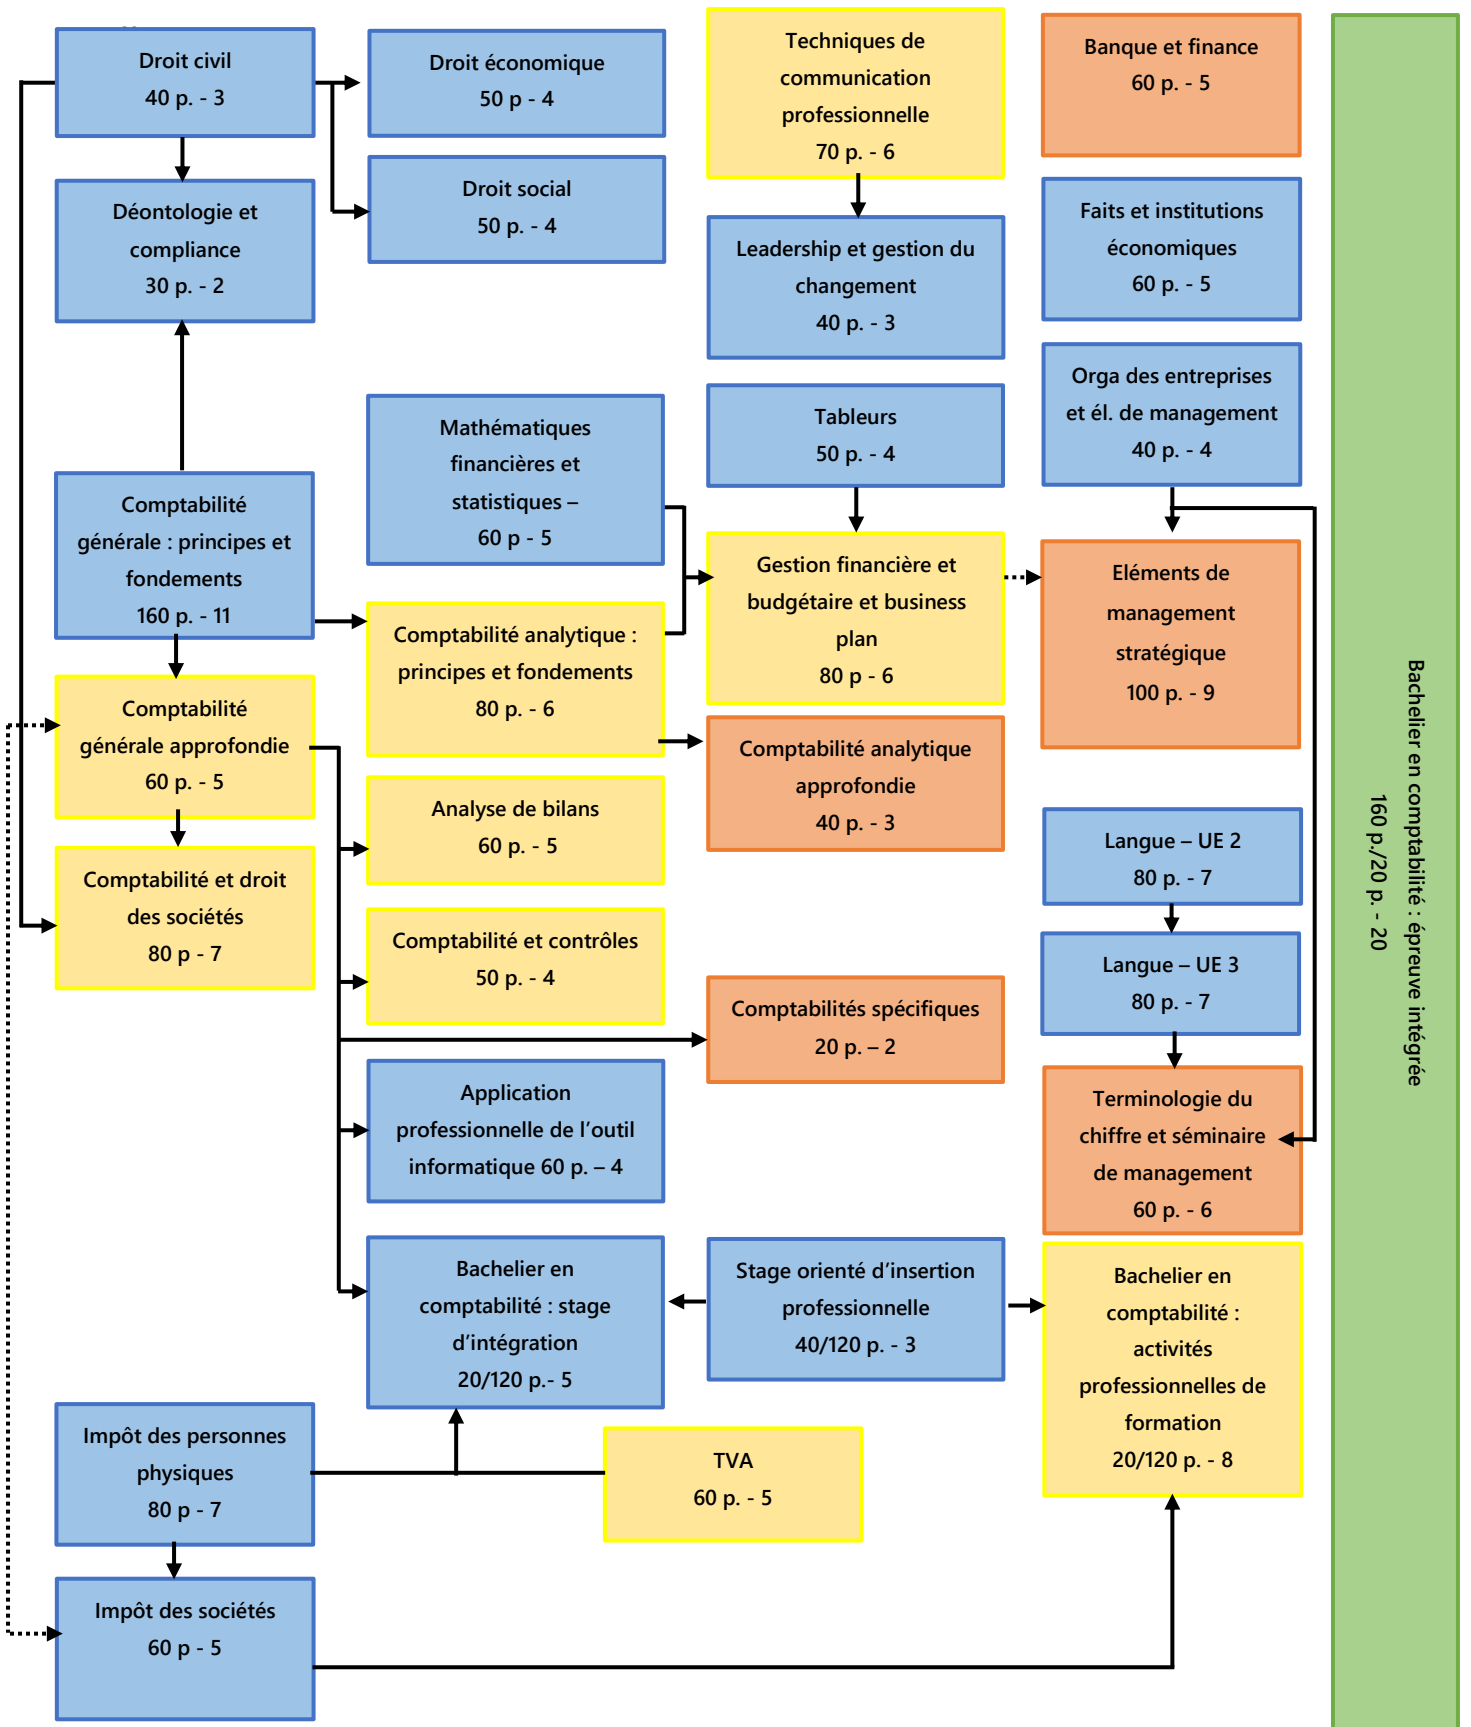 Droit civil
40 p. - 3
Droit économique
50 p - 4
Techniques de
communication
professionnelle
70 p. - 6
Banque et finance
60 p. - 5
Déontologie et
compliance
30 p. - 2
Droit social
50 p. - 4
Leadership et gestion du
changement
40 p. - 3
Faits et institutions
économiques
60 p. - 5
Orga des entreprises
et él. de management
40 p. - 4
Mathématiques
financières et
statistiques –
60 p - 5
Tableurs
50 p. - 4
Comptabilité
générale : principes et
fondements
160 p. - 11
Comptabilité analytique :
principes et fondements
80 p. - 6
Gestion financière et
budgétaire et business
plan
80 p - 6
Eléments de
management
stratégique
100 p. - 9
Comptabilité
générale approfondie
60 p. - 5
Analyse de bilans
60 p. - 5
Comptabilité analytique
approfondie
40 p. - 3
Langue – UE 2
80 p. - 7
Comptabilité et droit
des sociétés
80 p - 7
Comptabilité et contrôles
50 p. - 4
Comptabilités spécifiques
20 p. – 2
Langue – UE 3
80 p. - 7
Application
professionnelle de l’outil
informatique 60 p. – 4
Terminologie du
chiffre et séminaire
de management
60 p. - 6
Bachelier en
comptabilité : stage
d’intégration
20/120 p.- 5
Stage orienté d’insertion
professionnelle
40/120 p. - 3
Bachelier en
comptabilité :
activités
professionnelles de
formation
20/120 p. - 8
Impôt des personnes
physiques
80 p - 7
TVA
60 p. - 5
Impôt des sociétés
60 p - 5
Bachelier en comptabilité : épreuve intégrée
160 p./20 p. - 20